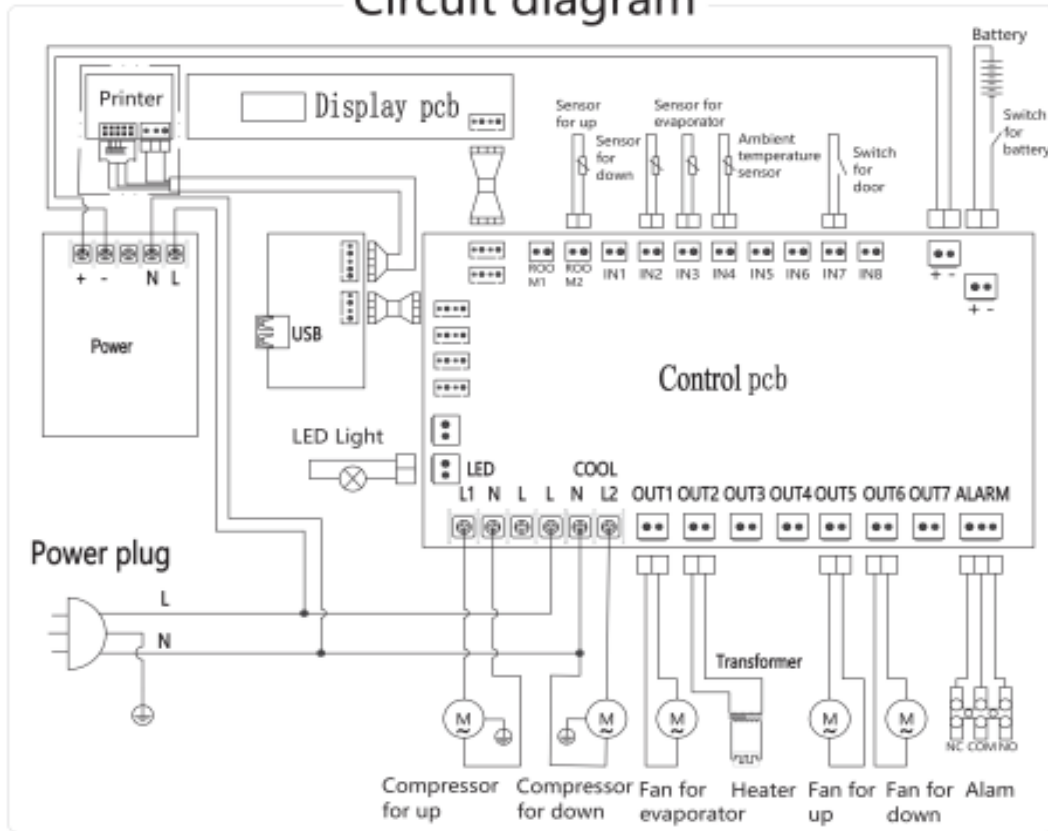 Circuit diagram
Battery
Printer
Display pcb
Sensor
for up
Sensor
for
down
Sensor for
evaporator
Ambient
temperature
sensor
Switch
for
door
Switch
for
battery
+ - N L
Power
USB
ROO
M1
ROO
M2
IN1
IN2
IN3
IN4
IN5
IN6
IN7
IN8
+ -
+ -
Control pcb
LED Light
LED
COOL
L1 N L L N L2
OUT1 OUT2 OUT3 OUT4 OUT5 OUT6 OUT7 ALARM
Power plug
L
N
Transformer
M
~
M
~
M
~
M
~
M
~
NC COM NO
Compressor
for up
Compressor
for down
Fan for
evaporator
Heater
Fan for
up
Fan for
down
Alam